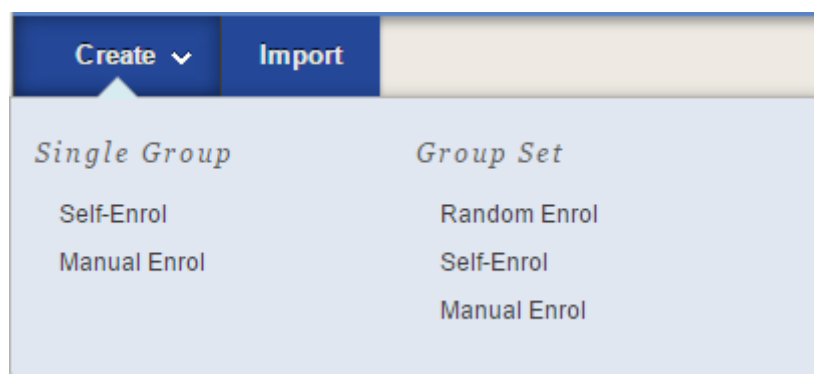 Create
Import
Single Group
Self-Enrol
Manual Enrol
Group Set
Random Enrol
Self-Enrol
Manual Enrol